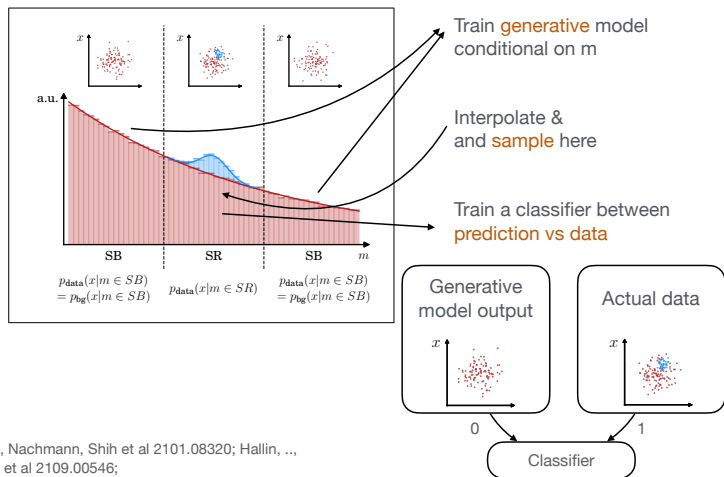 x
x
x
a.u.
SB
SR
SB
m
p_data(x|m ∈ SB)
= p_bg(x|m ∈ SB)
p_data(x|m ∈ SR)
p_data(x|m ∈ SB)
= p_bg(x|m ∈ SB)
Train generative model
conditional on m
Interpolate &
and sample here
Train a classifier between
prediction vs data
Generative
model output
x
Actual data
x
0
1
Classifier
, Nachmann, Shih et al 2101.08320; Hallin, ..,
et al 2109.00546;